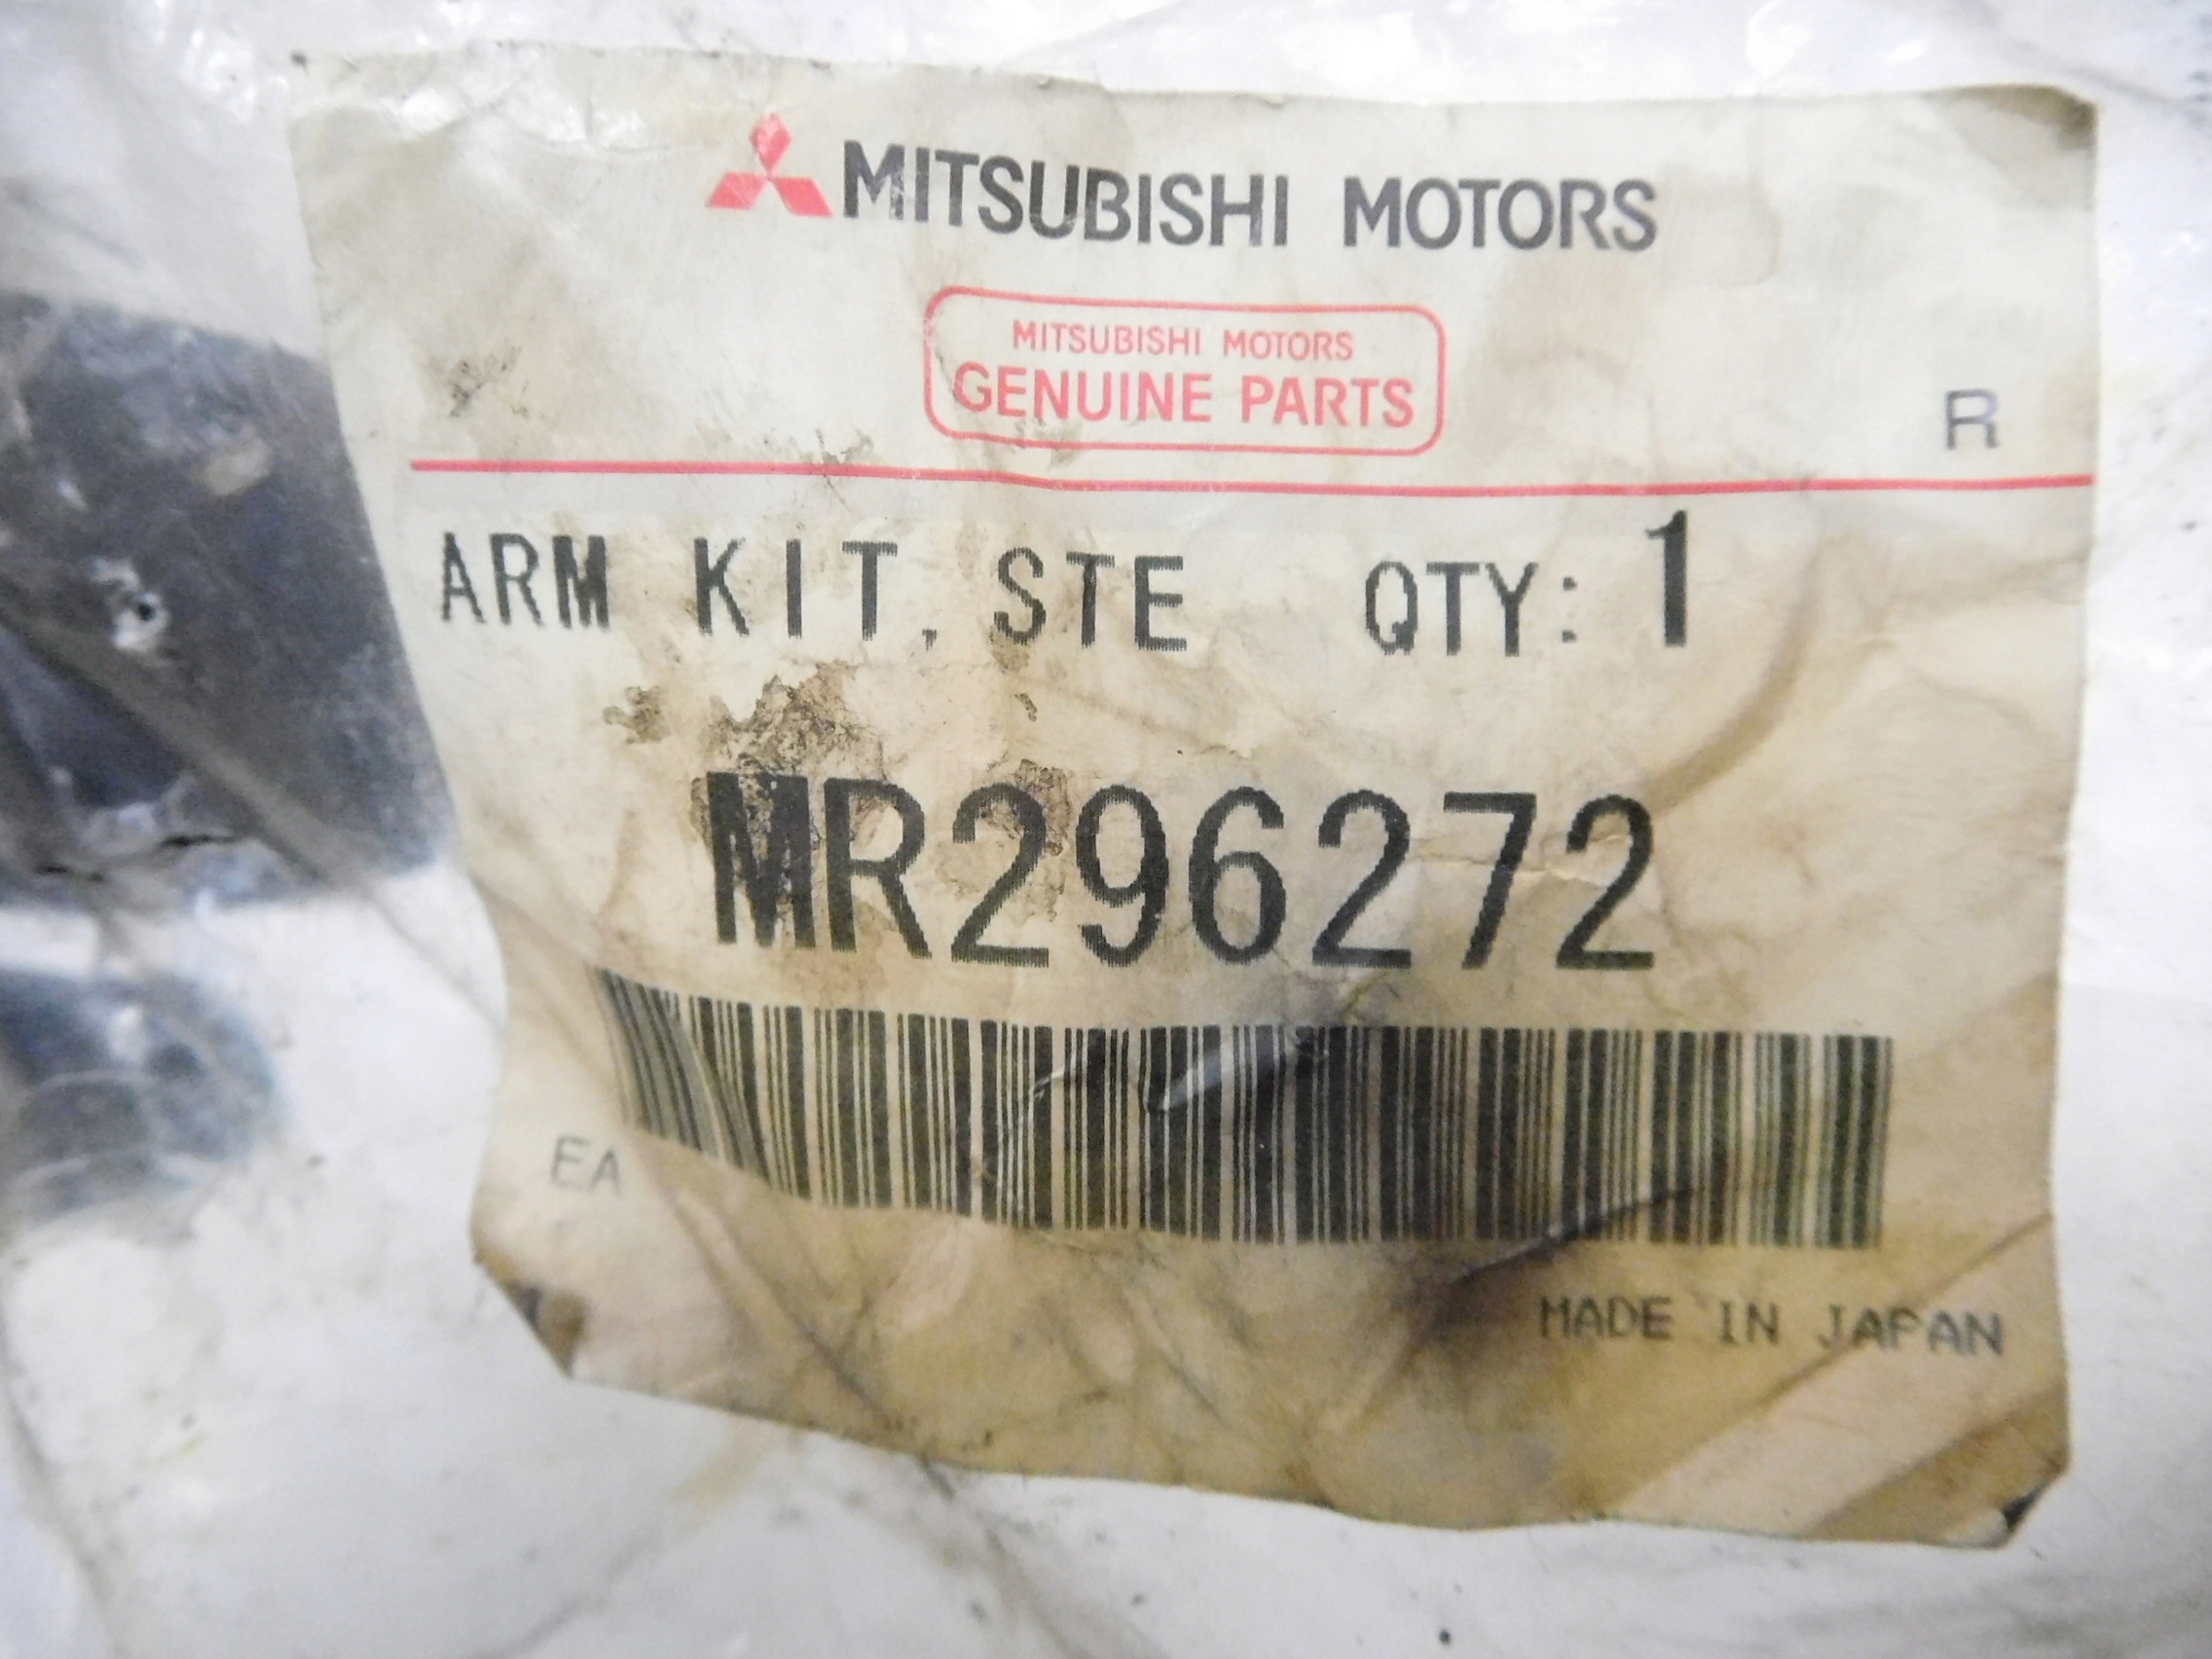 MITSUBISHI MOTORS
MITSUBISHI MOTORS
GENUINE PARTS
R
ARM KIT, STE QTY: 1
MR296272
EA
MADE IN JAPAN